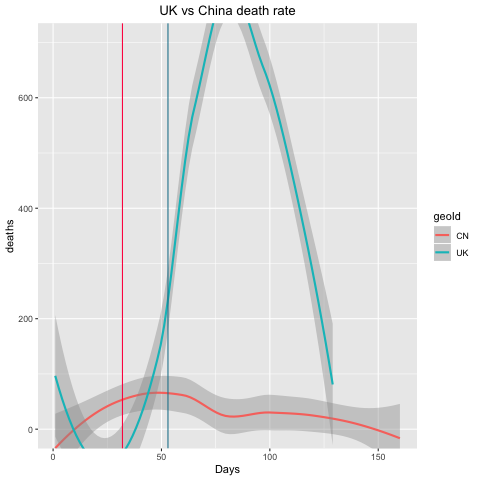 UK vs China death rate
deaths
600
400
200
0
0 50 100 150
Days
geoId
CN
UK